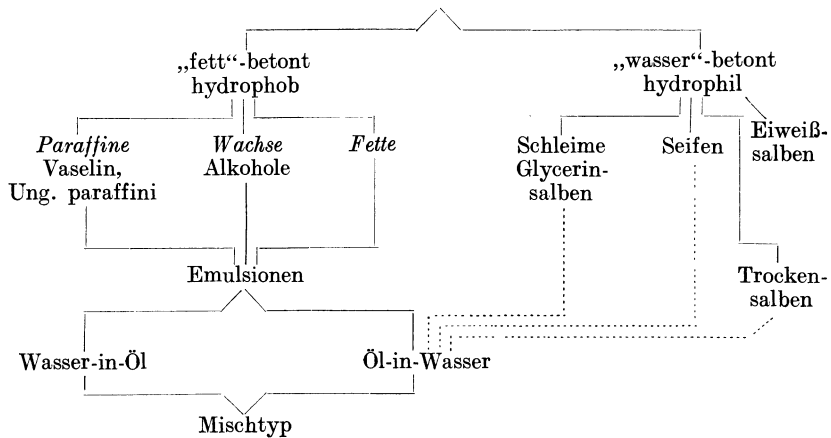 „fett“-betont
hydrophob
„wasser“-betont
hydrophil
Paraffine
Vaselin,
Ung. paraffini
Wachse
Alkohole
Fette
Schleime
Glycerin-
salben
Seifen
Eiweiß-
salben
Emulsionen
Trocken-
salben
Wasser-in-Öl
Öl-in-Wasser
Mischtyp